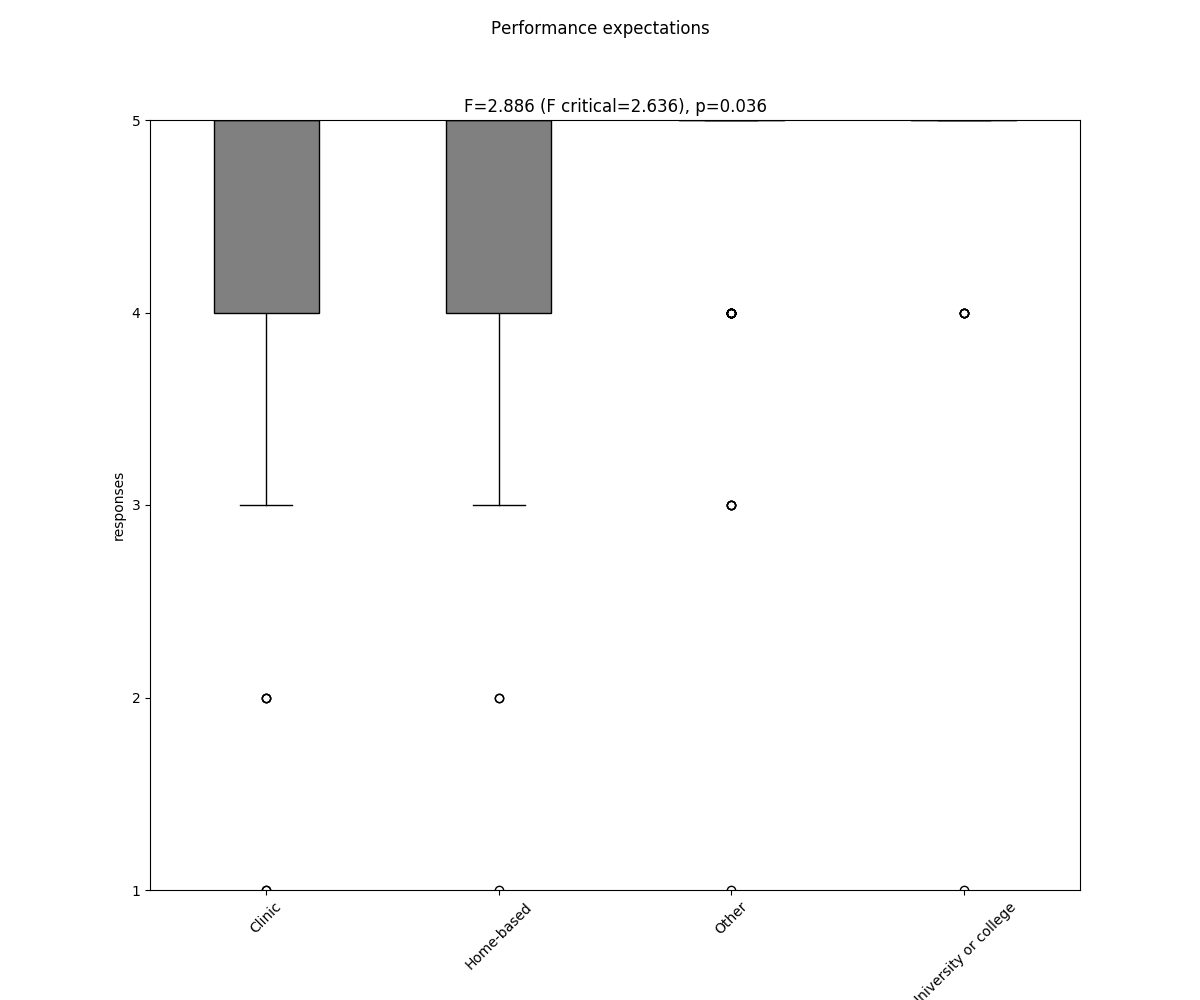 Performance expectations
F=2.886 (F critical=2.636), p=0.036
5
4
3
2
1
responses
Clinic
Home-based
Other
University or college